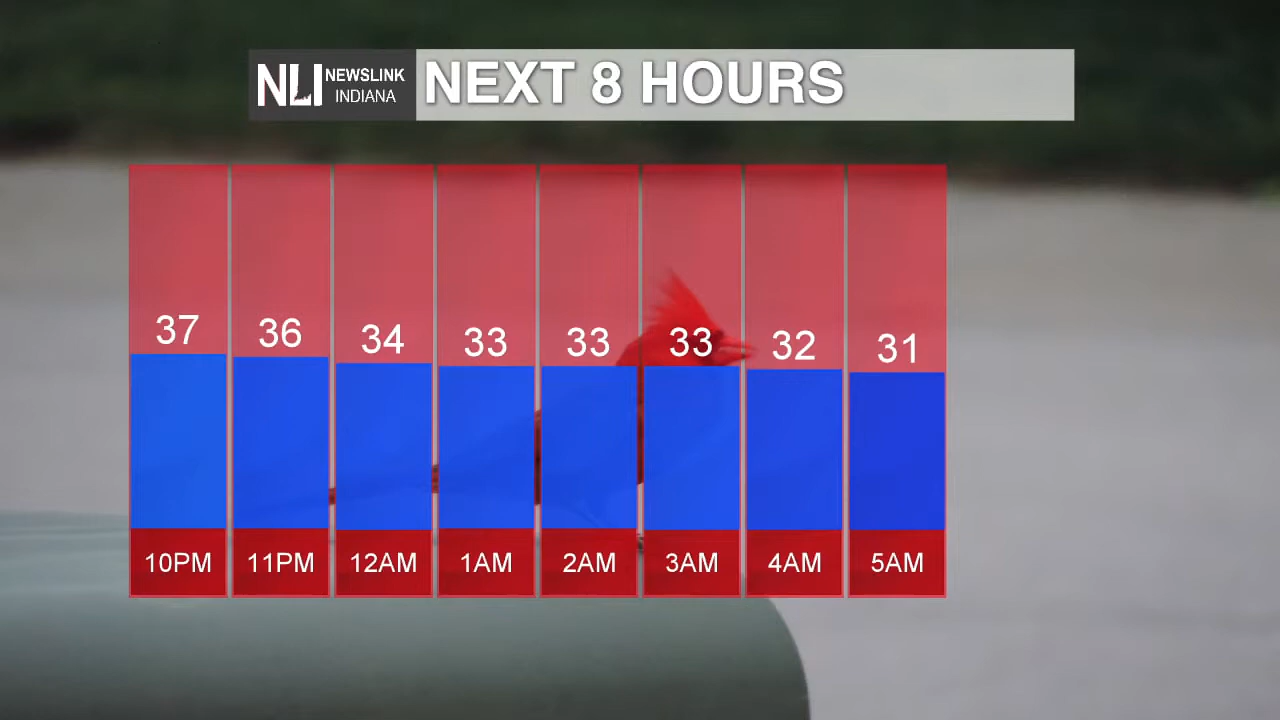 NLI NEWSLINK INDIANA NEXT 8 HOURS
37 36 34 33 33 33 32 31
10PM 11PM 12AM 1AM 2AM 3AM 4AM 5AM